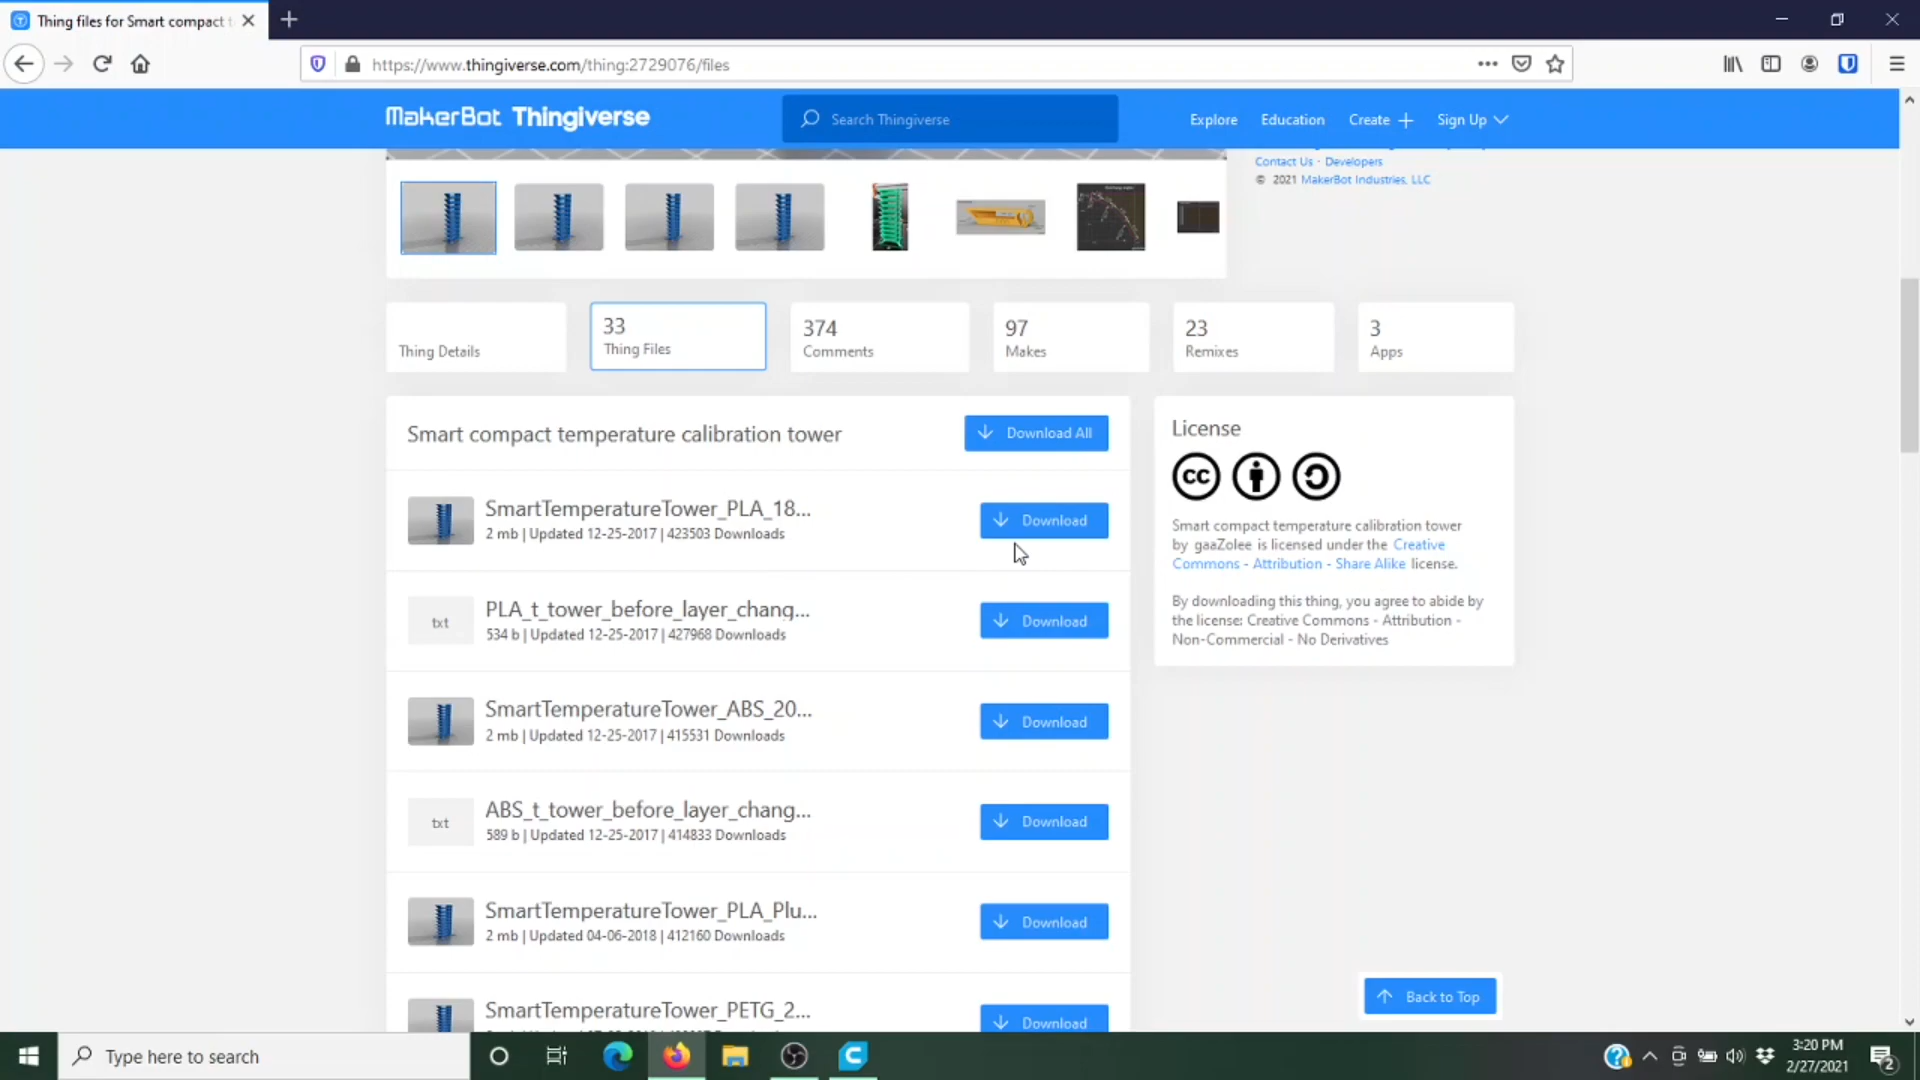 Thing files for Smart compact t
https://www.thingiverse.com/thing:2729076/files
MakerBot Thingiverse
Search Thingiverse
Explore
Education
Create
Sign Up
Contact Us · Developers
© 2021 MakerBot Industries, LLC
Thing Details
33
Thing Files
374
Comments
97
Makes
23
Remixes
3
Apps
Smart compact temperature calibration tower
Download All
SmartTemperatureTower_PLA_18...
2 mb | Updated 12-25-2017 | 423503 Downloads
Download
txt
PLA_t_tower_before_layer_chang...
534 b | Updated 12-25-2017 | 427968 Downloads
Download
SmartTemperatureTower_ABS_20...
2 mb | Updated 12-25-2017 | 415531 Downloads
Download
txt
ABS_t_tower_before_layer_chang...
589 b | Updated 12-25-2017 | 414833 Downloads
Download
SmartTemperatureTower_PLA_Plu...
2 mb | Updated 04-06-2018 | 412160 Downloads
Download
SmartTemperatureTower_PETG_2...
Download
License
cc
Smart compact temperature calibration tower
by gaaZolee is licensed under the Creative
Commons - Attribution - Share Alike license.
By downloading this thing, you agree to abide by
the license: Creative Commons - Attribution -
Non-Commercial - No Derivatives
Back to Top
Type here to search
3:20 PM
2/27/2021
2